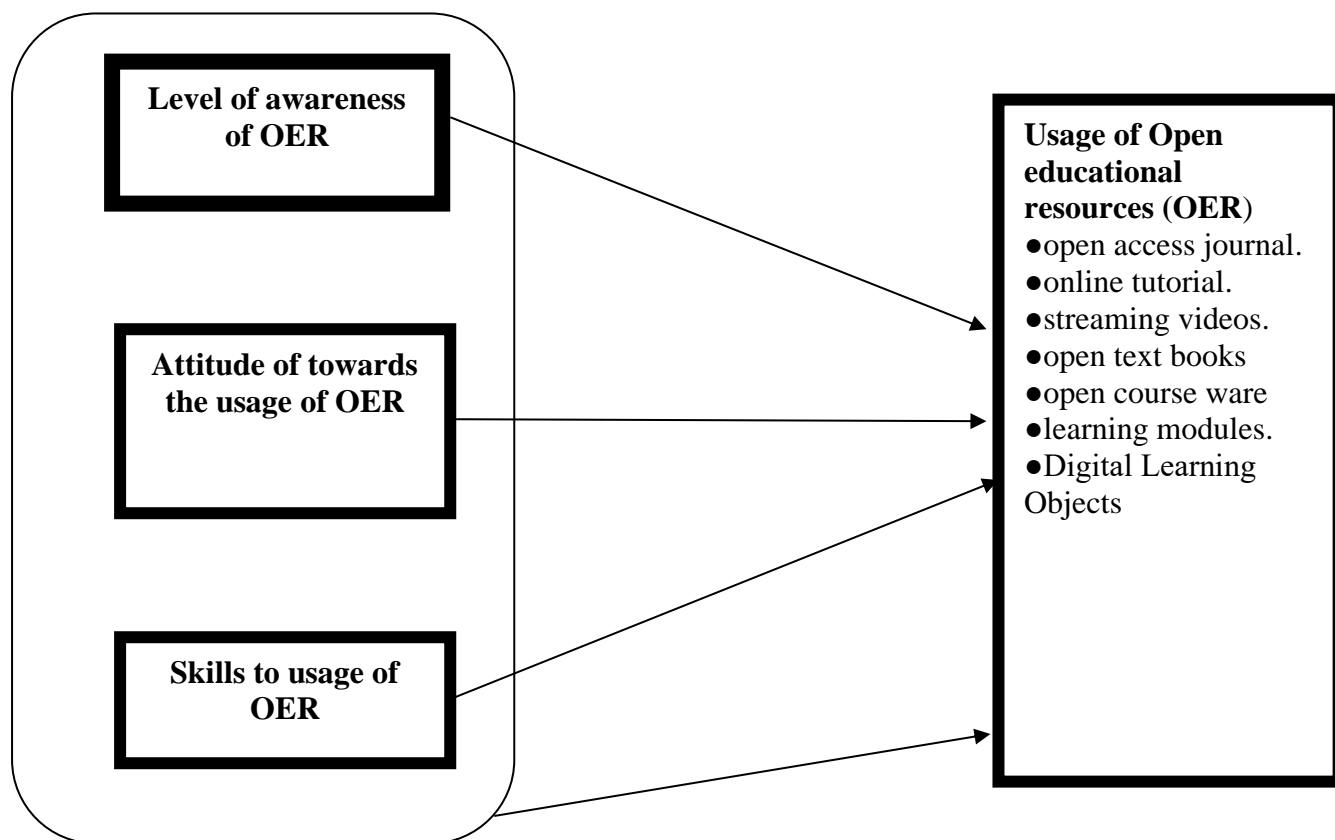 Level of awareness
of OER
Attitude of towards
the usage of OER
Skills to usage of
OER
Usage of Open
educational
resources (OER)
●open access journal.
●online tutorial.
●streaming videos.
●open text books
●open course ware
●learning modules.
●Digital Learning
Objects